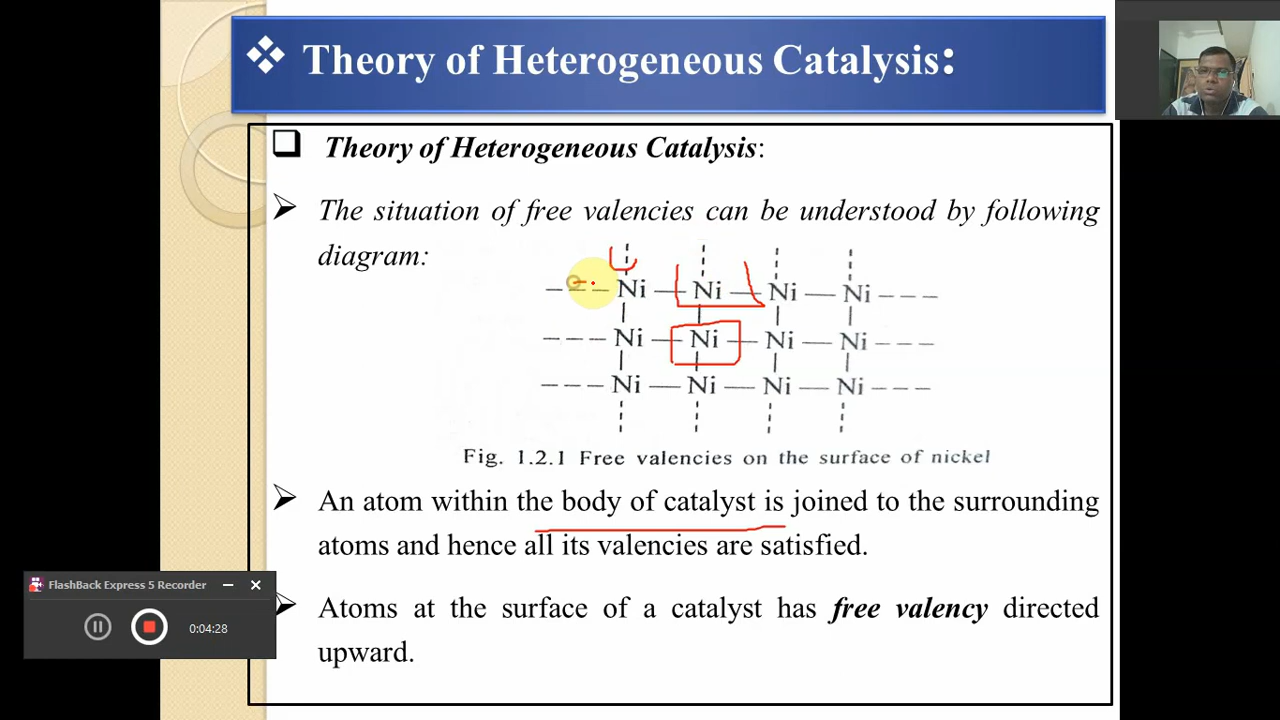 ❖ Theory of Heterogeneous Catalysis:
❑ Theory of Heterogeneous Catalysis:
➢ The situation of free valencies can be understood by following
diagram:
Ni — Ni — Ni — Ni
Ni — Ni — Ni — Ni
Ni — Ni — Ni — Ni
Fig. 1.2.1 Free valencies on the surface of nickel
➢ An atom within the body of catalyst is joined to the surrounding
atoms and hence all its valencies are satisfied.
➢ Atoms at the surface of a catalyst has free valency directed
upward.
FlashBack Express 5 Recorder
0:04:28